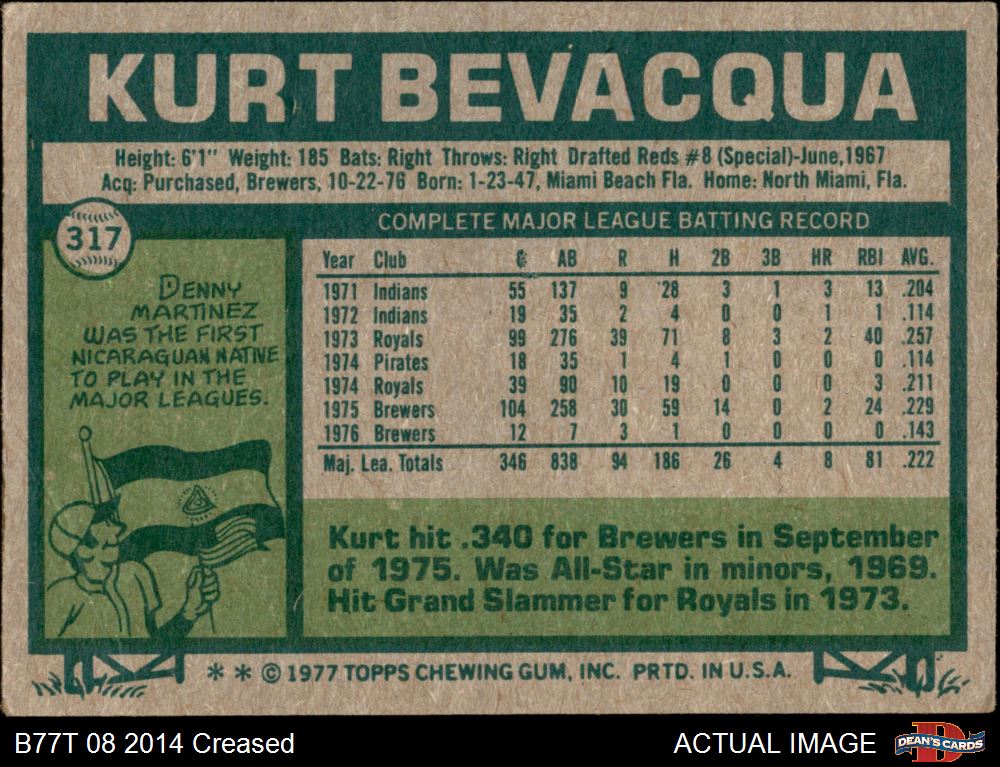 KURT BEVACQUA
Height: 6'1" Weight: 185 Bats: Right Throws: Right Drafted Reds #8 (Special)-June,1967
Acq: Purchased, Brewers, 10-22-76 Born: 1-23-47, Miami Beach Fla. Home: North Miami, Fla.
317
DENNY
MARTINEZ
WAS THE FIRST
NICARAGUAN NATIVE
TO PLAY IN THE
MAJOR LEAGUES.
COMPLETE MAJOR LEAGUE BATTING RECORD
Year Club G AB R H 2B 3B HR RBI AVG.
1971 Indians 55 137 9 28 3 1 3 13 .204
1972 Indians 19 35 2 4 0 0 1 1 .114
1973 Royals 99 276 39 71 8 3 2 40 .257
1974 Pirates 18 35 1 4 1 0 0 0 .114
1974 Royals 39 90 10 19 0 0 0 3 .211
1975 Brewers 104 258 30 59 14 0 2 24 .229
1976 Brewers 12 7 3 1 0 0 0 0 .143
Maj. Lea. Totals 346 838 94 186 26 4 8 81 .222
Kurt hit .340 for Brewers in September
of 1975. Was All-Star in minors, 1969.
Hit Grand Slammer for Royals in 1973.
* * © 1977 TOPPS CHEWING GUM, INC. PRTD. IN U.S.A.
B77T 08 2014 Creased
ACTUAL IMAGE
D
DEAN'S CARDS